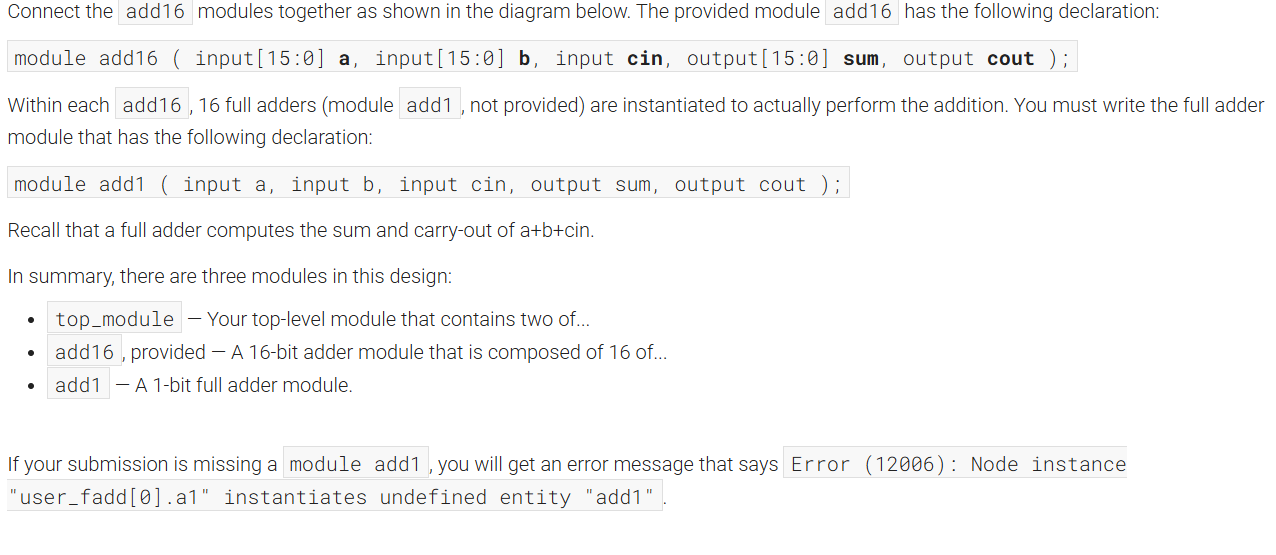 Connect the add16 modules together as shown in the diagram below. The provided module add16 has the following declaration:
module add16 ( input[15:0] a, input[15:0] b, input cin, output[15:0] sum, output cout );
Within each add16 , 16 full adders (module add1 , not provided) are instantiated to actually perform the addition. You must write the full adder
module that has the following declaration:
module add1 ( input a, input b, input cin, output sum, output cout );
Recall that a full adder computes the sum and carry-out of a+b+cin.
In summary, there are three modules in this design:
• top_module — Your top-level module that contains two of...
• add16 , provided — A 16-bit adder module that is composed of 16 of...
• add1 — A 1-bit full adder module.
If your submission is missing a module add1 , you will get an error message that says Error (12006): Node instance
"user_fadd[0].a1" instantiates undefined entity "add1" .